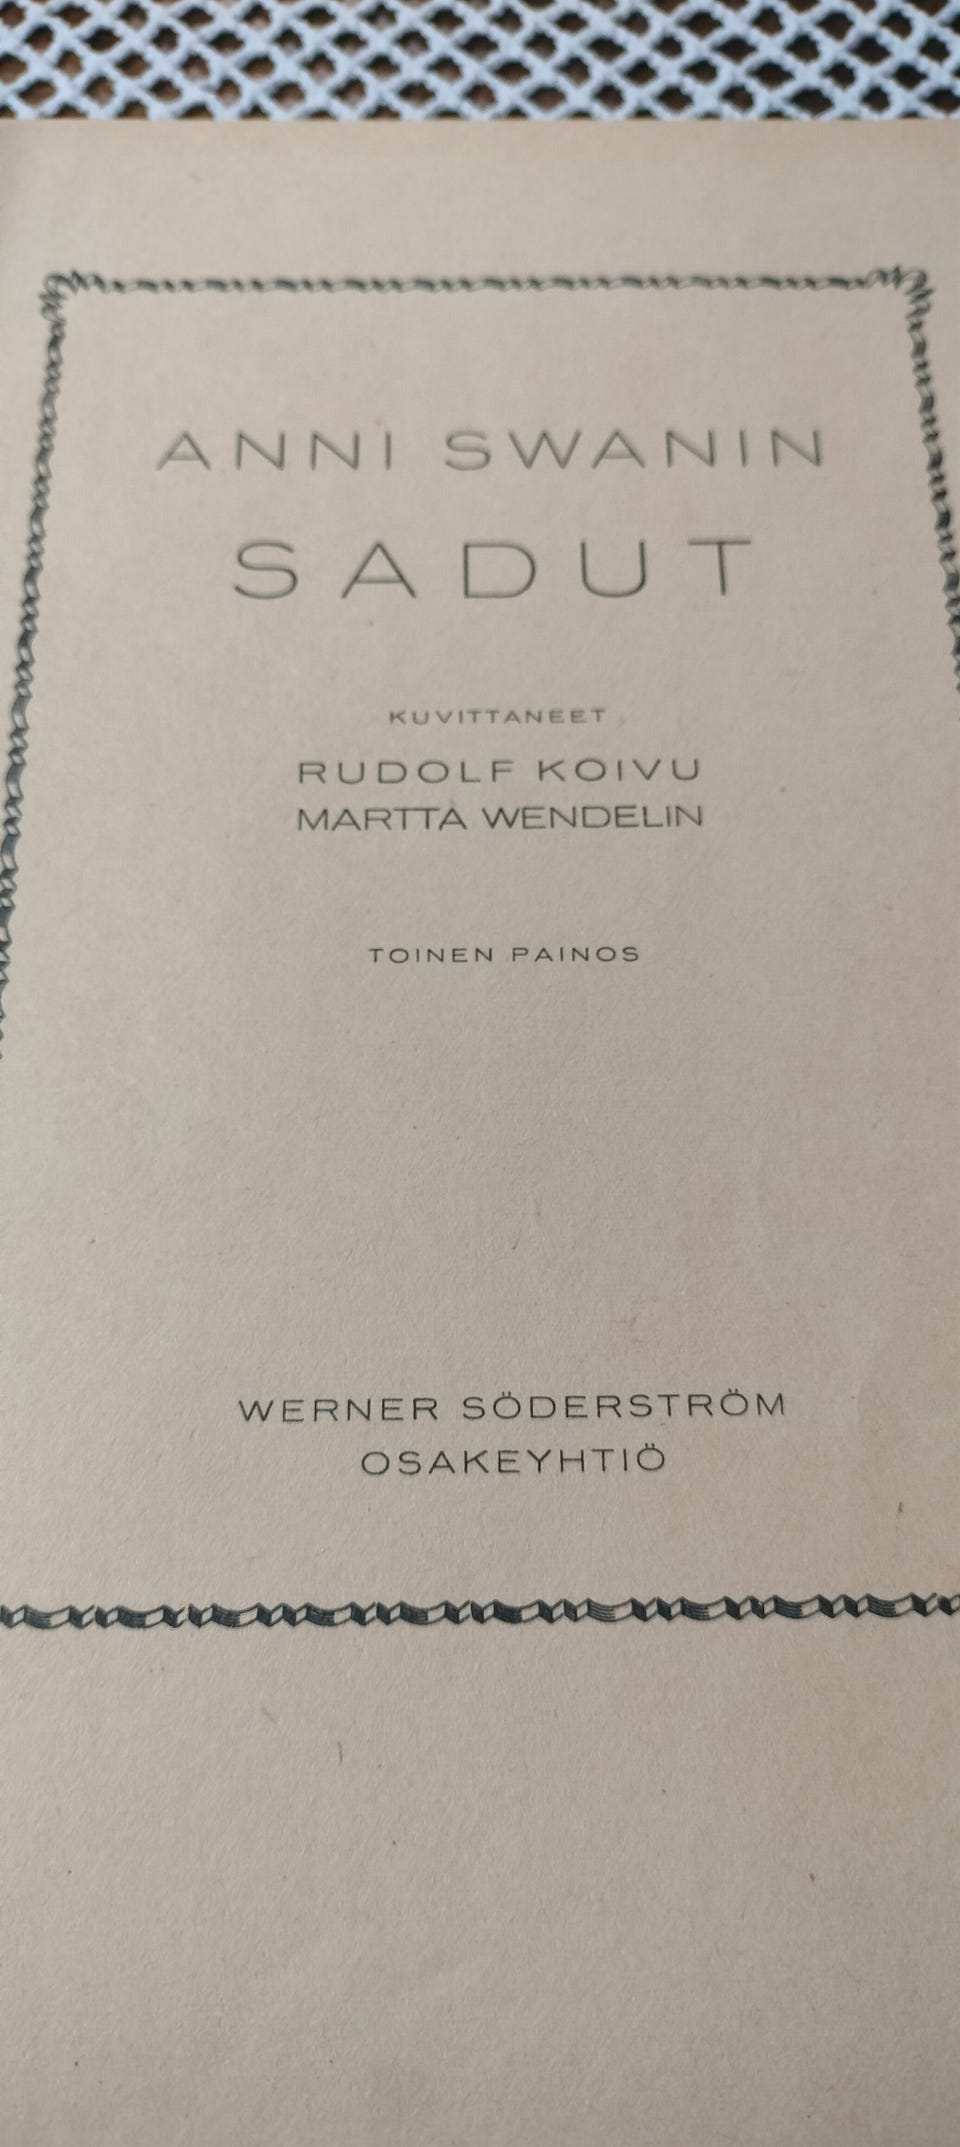 ANNI SWANIN
SADUT
KUVITTANEET
RUDOLF KOIVU
MARTTA WENDELIN
TOINEN PAINOS
WERNER SÖDERSTRÖM
OSAKEYHTIÖ